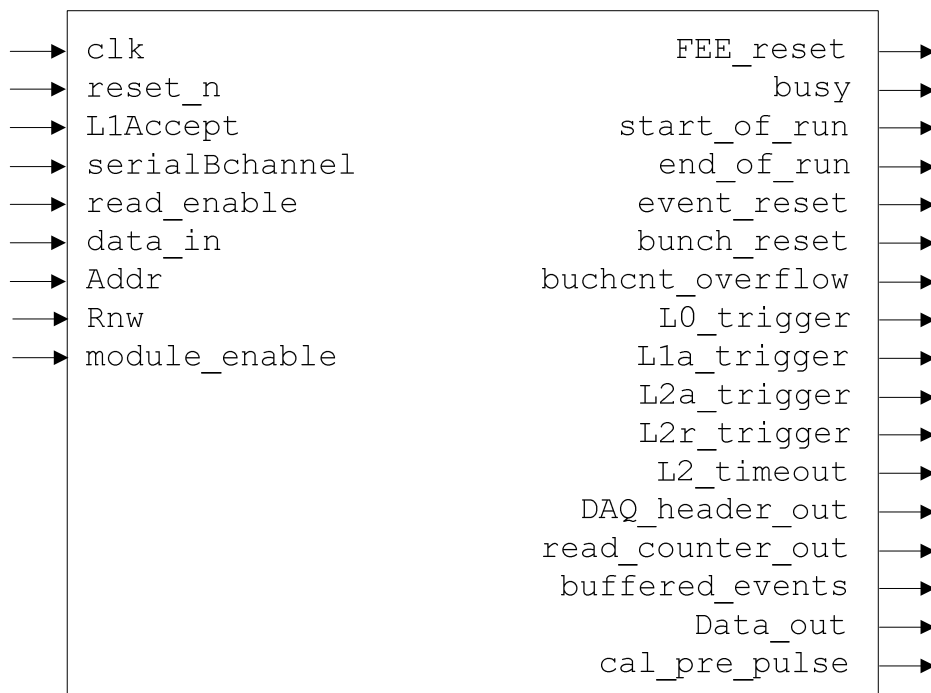 clk FEE_reset
reset_n busy
L1Accept start_of_run
serialBchannel end_of_run
read_enable event_reset
data_in bunch_reset
Addr buchcnt_overflow
Rnw L0_trigger
module_enable L1a_trigger
L2a_trigger
L2r_trigger
L2_timeout
DAQ_header_out
read_counter_out
buffered_events
Data_out
cal_pre_pulse